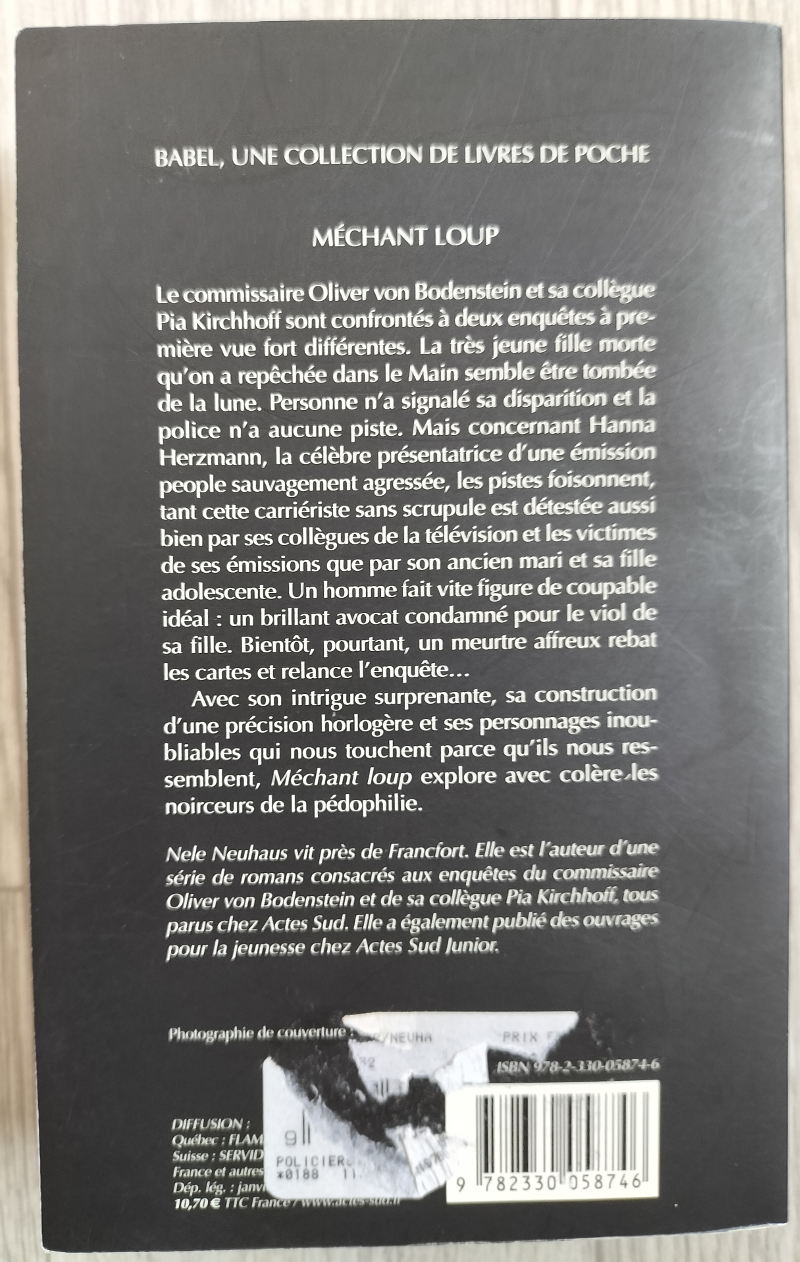 BABEL, UNE COLLECTION DE LIVRES DE POCHE
MÉCHANT LOUP
Le commissaire Oliver von Bodenstein et sa collègue
Pia Kirchhoff sont confrontés à deux enquêtes à pre-
mière vue fort différentes. La très jeune fille morte
qu'on a repêchée dans le Main semble être tombée
de la lune. Personne n'a signalé sa disparition et la
police n'a aucune piste. Mais concernant Hanna
Herzmann, la célèbre présentatrice d'une émission
people sauvagement agressée, les pistes foisonnent,
tant cette carriériste sans scrupule est détestée aussi
bien par ses collègues de la télévision et les victimes
de ses émissions que par son ancien mari et sa fille
adolescente. Un homme fait vite figure de coupable
idéal : un brillant avocat condamné pour le viol de
sa fille. Bientôt, pourtant, un meurtre affreux rebat
les cartes et relance l'enquête...
Avec son intrigue surprenante, sa construction
d'une précision horlogère et ses personnages inou-
bliables qui nous touchent parce qu'ils nous res-
semblent, Méchant loup explore avec colère les
noirceurs de la pédophilie.
Nele Neuhaus vit près de Francfort. Elle est l'auteur d'une
série de romans consacrés aux enquêtes du commissaire
Oliver von Bodenstein et de sa collègue Pia Kirchhoff, tous
parus chez Actes Sud. Elle a également publié des ouvrages
pour la jeunesse chez Actes Sud Junior.
Photographie de couverture :
/NEUHA PRIX
ISBN 978-2-330-05874-6
DIFFUSION :
Québec : FLAM
Suisse : SERVID
France et autres
Dép. lég. : janv
10,70 € TTC France / www.actes-sud.fr
9
POLICIER
*0188 11.
9 782330 058746